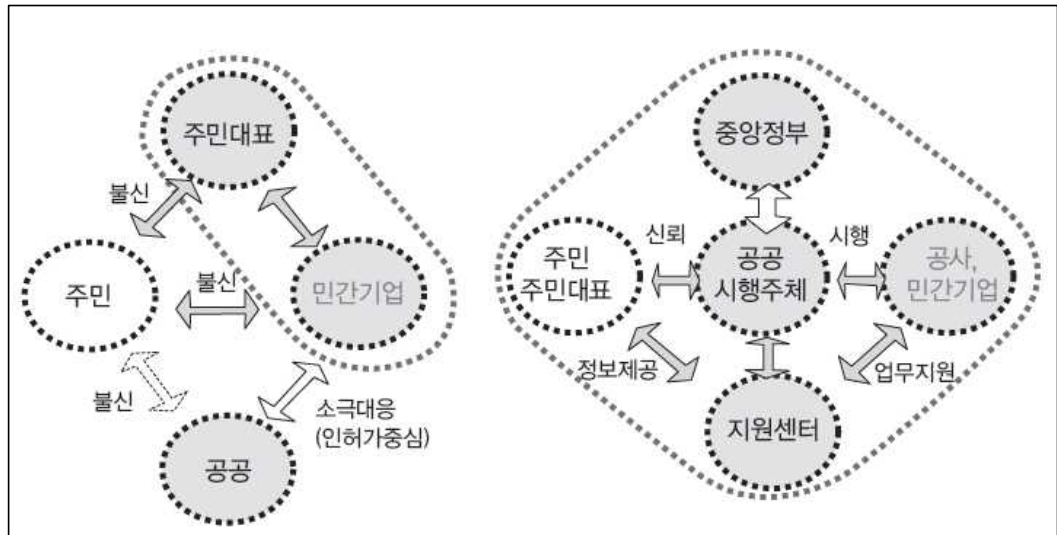 주민대표
불신
주민
불신
민간기업
불신
소극대응
(인허가중심)
공공
중앙정부
신뢰
시행
주민
주민대표
공공
시행주체
공사,
민간기업
정보제공
업무지원
지원센터